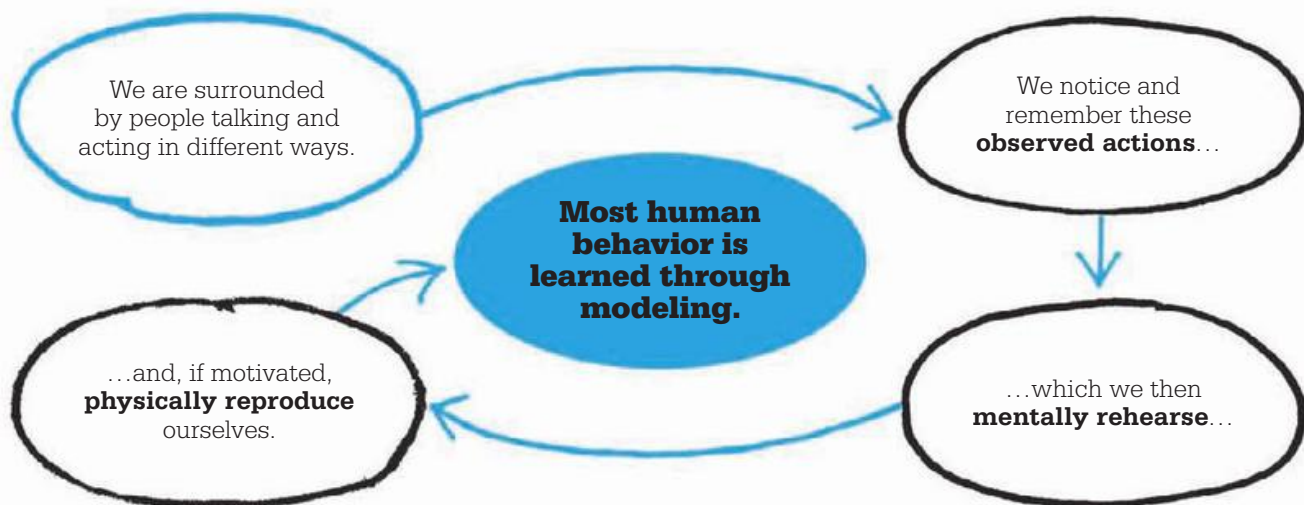 We are surrounded
by people talking and
acting in different ways.
We notice and
remember these
observed actions…
…which we then
mentally rehearse…
…and, if motivated,
physically reproduce
ourselves.
Most human
behavior is
learned through
modeling.